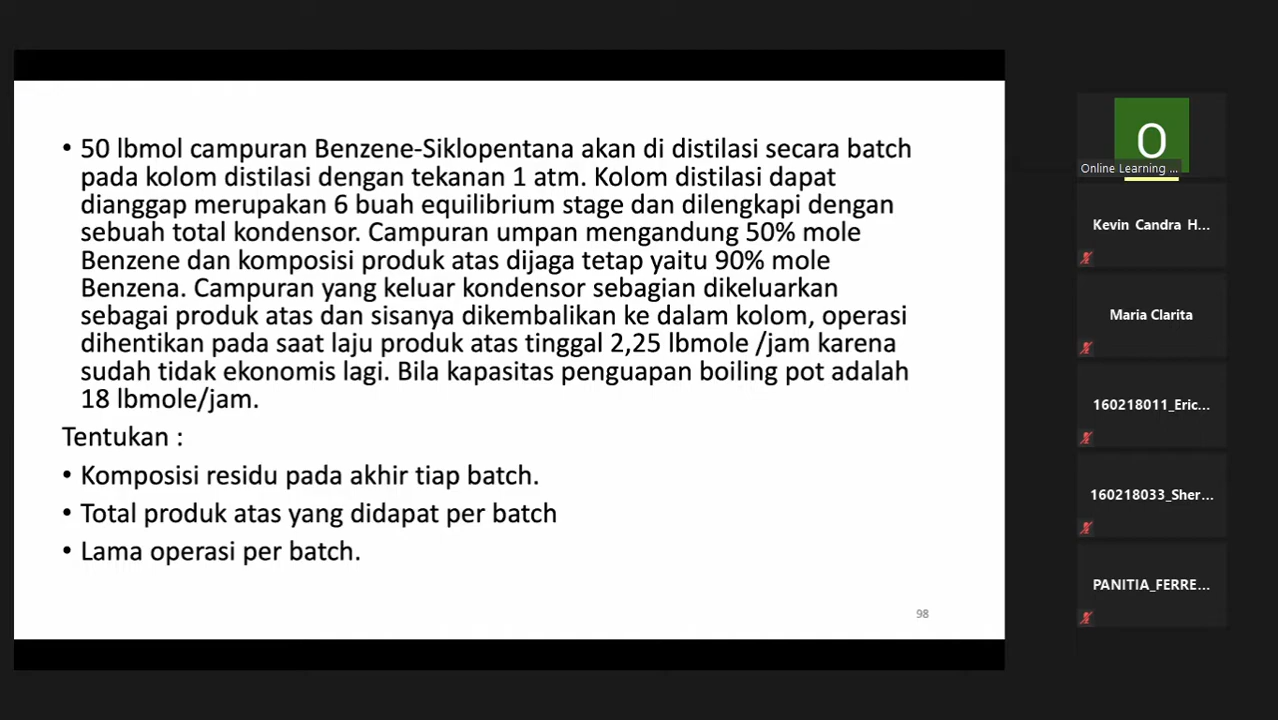 • 50 lbmol campuran Benzene-Siklopentana akan di distilasi secara batch
pada kolom distilasi dengan tekanan 1 atm. Kolom distilasi dapat
dianggap merupakan 6 buah equilibrium stage dan dilengkapi dengan
sebuah total kondensor. Campuran umpan mengandung 50% mole
Benzene dan komposisi produk atas dijaga tetap yaitu 90% mole
Benzena. Campuran yang keluar kondensor sebagian dikeluarkan
sebagai produk atas dan sisanya dikembalikan ke dalam kolom, operasi
dihentikan pada saat laju produk atas tinggal 2,25 lbmole /jam karena
sudah tidak ekonomis lagi. Bila kapasitas penguapan boiling pot adalah
18 lbmole/jam.
Tentukan :
• Komposisi residu pada akhir tiap batch.
• Total produk atas yang didapat per batch
• Lama operasi per batch.
98
O
Online Learning ...
Kevin Candra H...
Maria Clarita
160218011_Eric...
160218033_Sher...
PANITIA_FERRE...